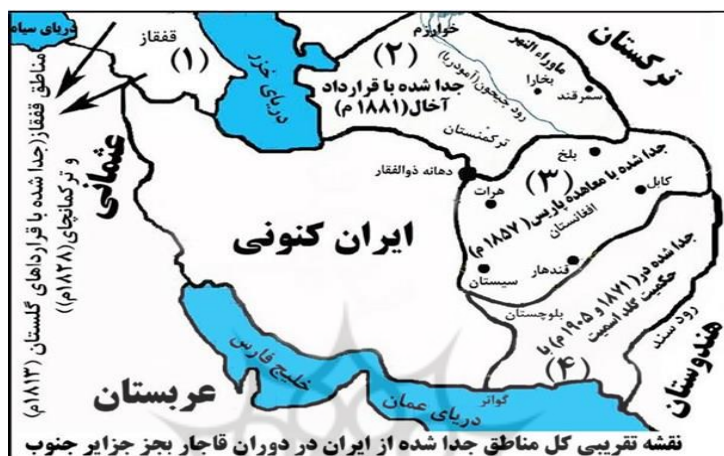 دریای سیاه
قفقاز
(۱)
دریای خزر
(۲)
خوارزم
ماوراء النهر
بخارا
سمرقند
ترکستان
جدا شده با قرارداد
آخال (۱۸۸۱ م)
رود جیحون (آمودریا)
ترکمنستان
دهانه ذوالفقار
مناطق قفقاز (جدا شده با قراردادهای گلستان (۱۸۱۳م)
و ترکمانچای (۱۸۲۸م))
عثمانی
ایران کنونی
بلخ
(۳)
هرات
کابل
جدا شده با معاهده پاریس (۱۸۵۷ م)
افغانستان
قندهار
سیستان
جدا شده در (۱۸۷۱ و ۱۹۰۵ م) با
حکمیت گلد اسمیت
بلوچستان
(۴)
رود سند
هندوستان
خلیج فارس
عربستان
دریای عمان
گواتر
نقشه تقریبی کل مناطق جدا شده از ایران در دوران قاجار بجز جزایر جنوب